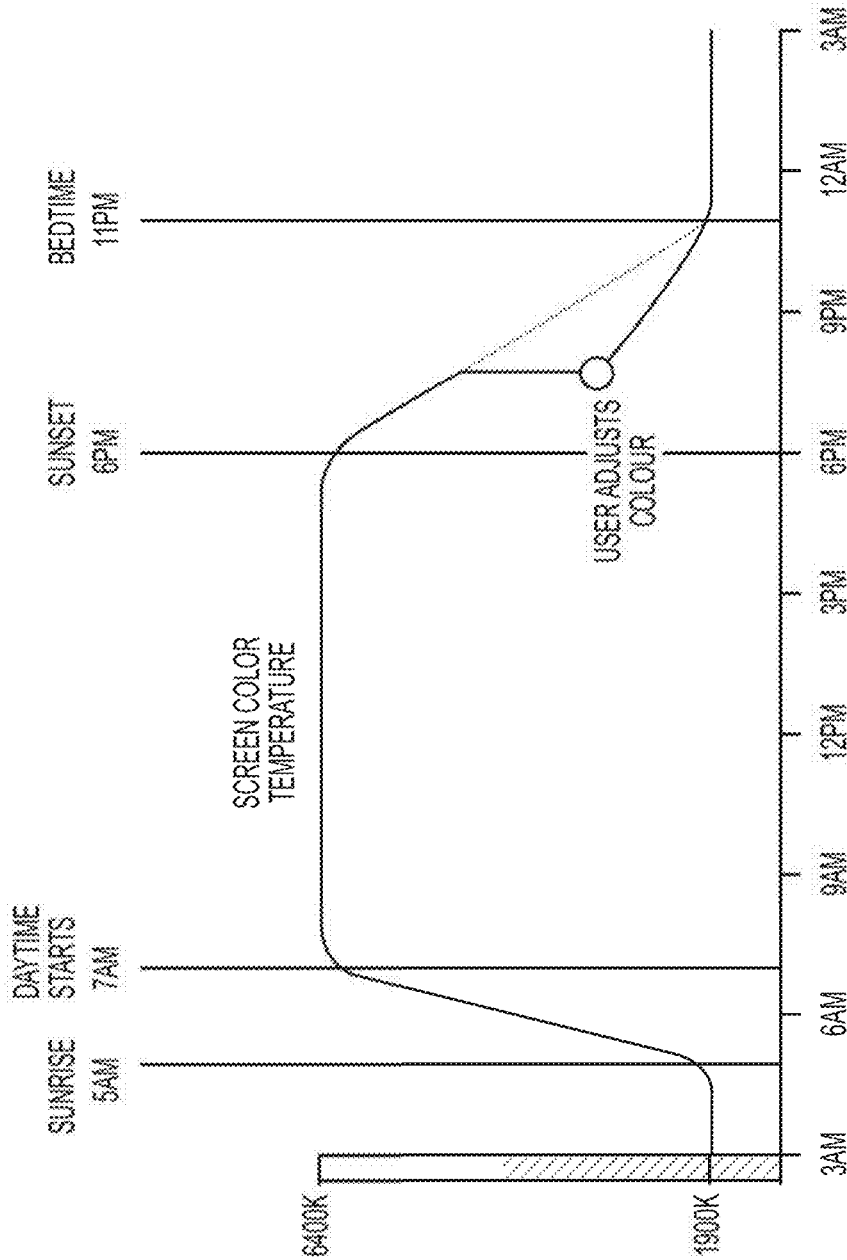 SUNRISE
5AM
DAYTIME
STARTS
7AM
SUNSET
6PM
BEDTIME
11PM
6400K
SCREEN COLOR
TEMPERATURE
USER ADJUSTS
COLOUR
1900K
3AM
6AM
9AM
12PM
3PM
6PM
9PM
12AM
3AM